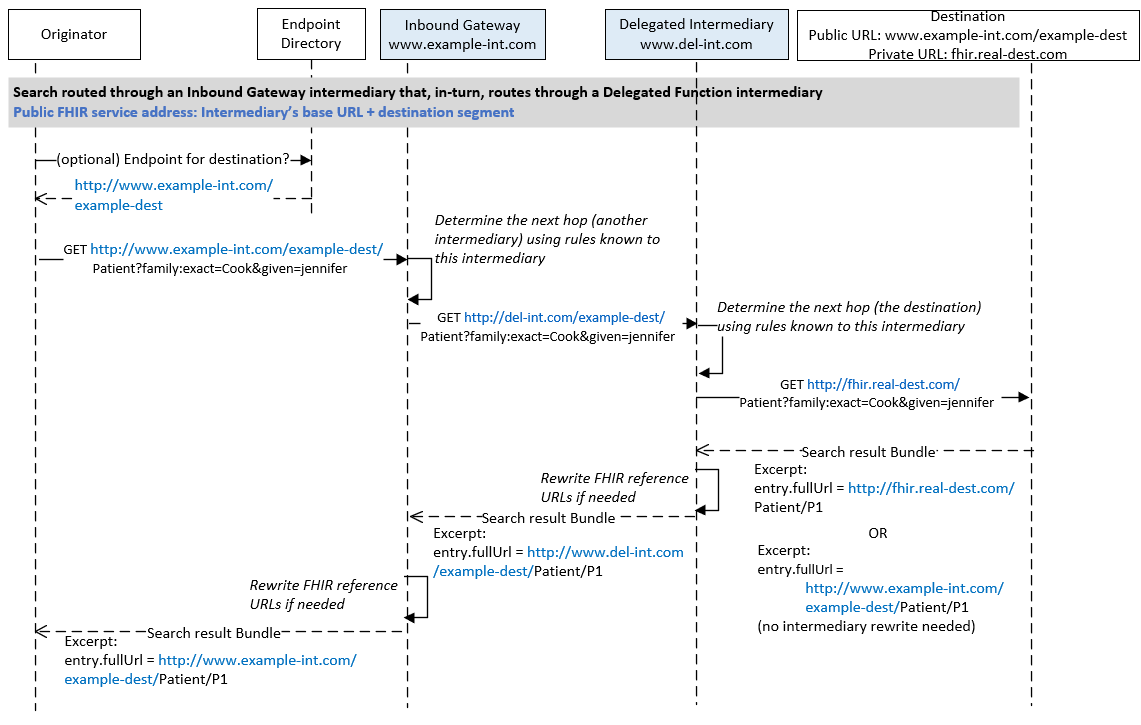 Originator
Endpoint
Directory
Inbound Gateway
www.example-int.com
Delegated Intermediary
www.del-int.com
Destination
Public URL: www.example-int.com/example-dest
Private URL: fhir.real-dest.com
Search routed through an Inbound Gateway intermediary that, in-turn, routes through a Delegated Function intermediary
Public FHIR service address: Intermediary's base URL + destination segment
(optional) Endpoint for destination?
http://www.example-int.com/
example-dest
Determine the next hop (another
intermediary) using rules known to
this intermediary
GET http://www.example-int.com/example-dest/
Patient?family:exact=Cook&given=jennifer
GET http://del-int.com/example-dest/
Patient?family:exact=Cook&given=jennifer
Determine the next hop (the destination)
using rules known to this intermediary
GET http://fhir.real-dest.com/
Patient?family:exact=Cook&given=jennifer
Search result Bundle
Excerpt:
entry.fullUrl = http://fhir.real-dest.com/
Patient/P1
OR
Excerpt:
entry.fullUrl =
http://www.example-int.com/
example-dest/Patient/P1
(no intermediary rewrite needed)
Rewrite FHIR reference
URLs if needed
Search result Bundle
Excerpt:
entry.fullUrl = http://www.del-int.com
/example-dest/Patient/P1
Rewrite FHIR reference
URLs if needed
Search result Bundle
Excerpt:
entry.fullUrl = http://www.example-int.com/
example-dest/Patient/P1